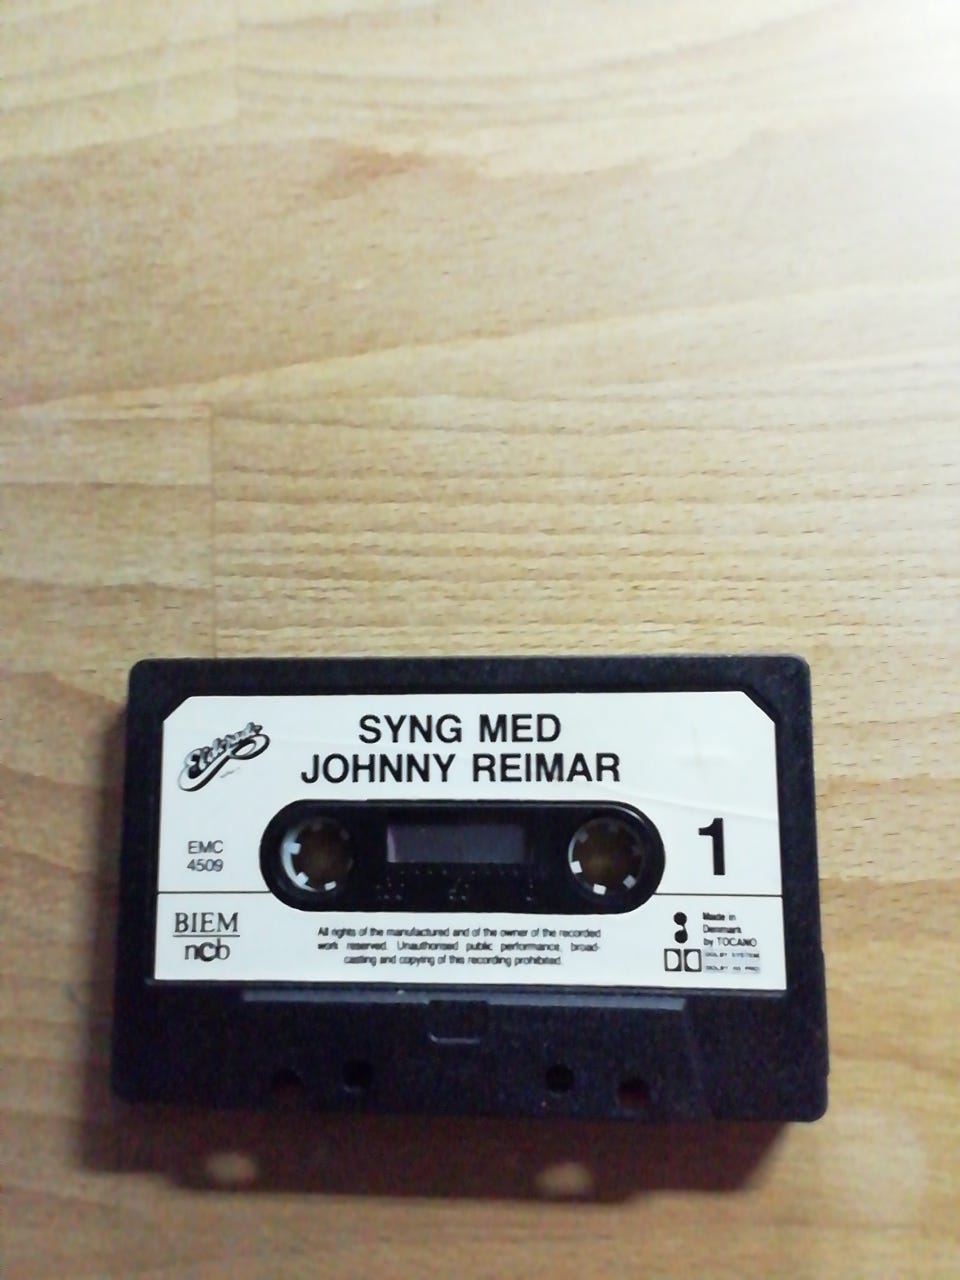 SYNG MED
JOHNNY REIMAR
EMC
4509
1
BIEM
ncb
All rights of the manufactured and of the owner of the recorded
work reserved. Unauthorised public performance, broad-
casting and copying of this recording prohibited.
Made in
Denmark
by TOCANO
DOLBY SYSTEM